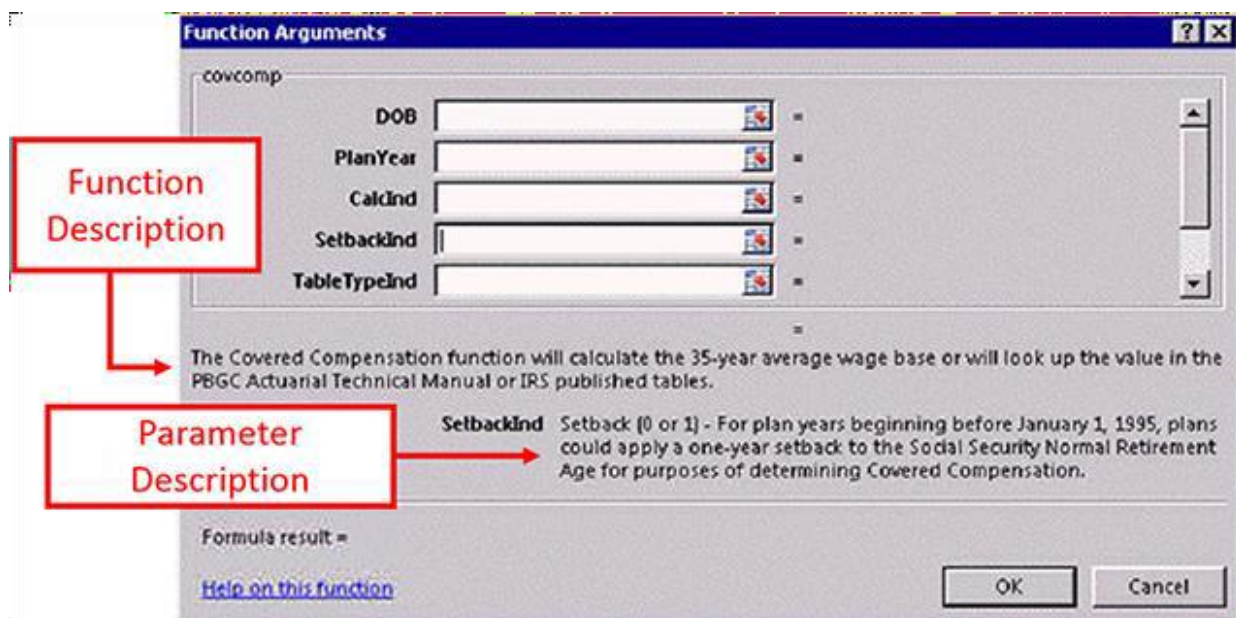 Function Arguments
covcomp
DOB =
PlanYear =
CalcInd =
SetbackInd =
TableTypeInd =
=
Function
Description
The Covered Compensation function will calculate the 35-year average wage base or will look up the value in the
PBGC Actuarial Technical Manual or IRS published tables.
Parameter
Description
SetbackInd Setback (0 or 1) - For plan years beginning before January 1, 1995, plans
could apply a one-year setback to the Social Security Normal Retirement
Age for purposes of determining Covered Compensation.
Formula result =
Help on this function
OK Cancel